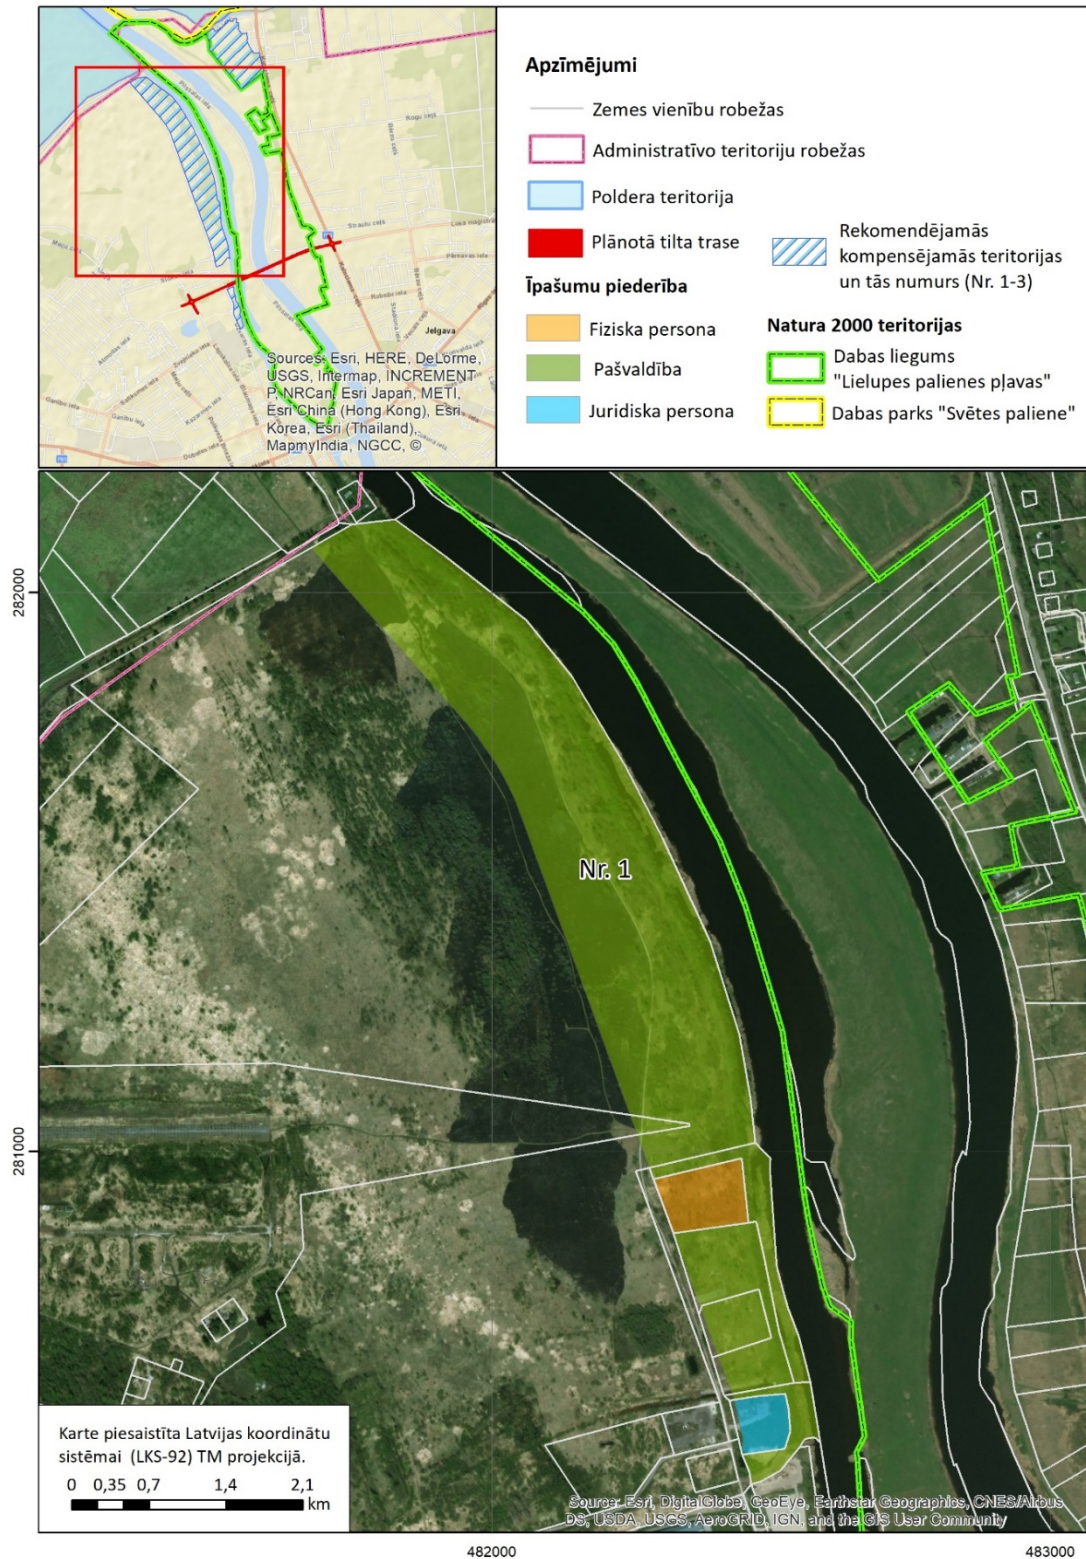 Apzīmējumi
Zemes vienību robežas
Administratīvo teritoriju robežas
Poldera teritorija
Plānotā tilta trase
Rekomendējamās
kompensējamās teritorijas
un tās numurs (Nr. 1-3)
Īpašumu piederība
Fiziska persona
Pašvaldība
Juridiska persona
Natura 2000 teritorijas
Dabas liegums
"Lielupes palienes pļavas"
Dabas parks "Svētes paliene"
Jelgava
Sources: Esri, HERE, DeLorme,
USGS, Intermap, INCREMENT
P, NRCan, Esri Japan, METI,
Esri China (Hong Kong), Esri
Korea, Esri (Thailand),
MapmyIndia, NGCC, ©
282000
Nr. 1
281000
Karte piesaistīta Latvijas koordinātu
sistēmai (LKS-92) TM projekcijā.
0 0,35 0,7 1,4 2,1
km
Source: Esri, DigitalGlobe, GeoEye, Earthstar Geographics, CNES/Airbus
DS, USDA, USGS, AeroGRID, IGN, and the GIS User Community
482000 483000